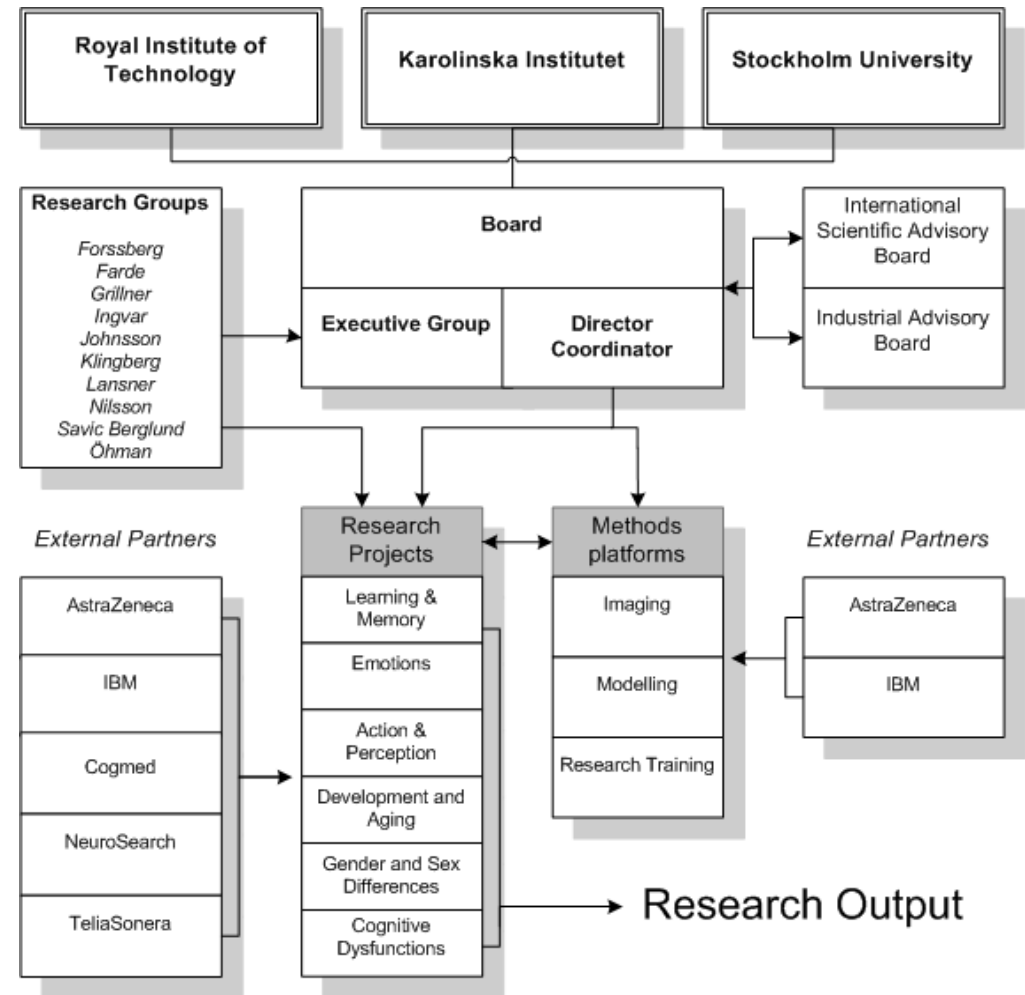 Royal Institute of
Technology
Karolinska Institutet
Stockholm University
Research Groups
Forssberg
Farde
Grillner
Ingvar
Johnsson
Klingberg
Lansner
Nilsson
Savic Berglund
Öhman
Board
Executive Group
Director
Coordinator
International
Scientific Advisory
Board
Industrial Advisory
Board
External Partners
AstraZeneca
IBM
Cogmed
NeuroSearch
TeliaSonera
Research
Projects
Learning &
Memory
Emotions
Action &
Perception
Development and
Aging
Gender and Sex
Differences
Cognitive
Dysfunctions
Methods
platforms
Imaging
Modelling
Research Training
External Partners
AstraZeneca
IBM
Research Output